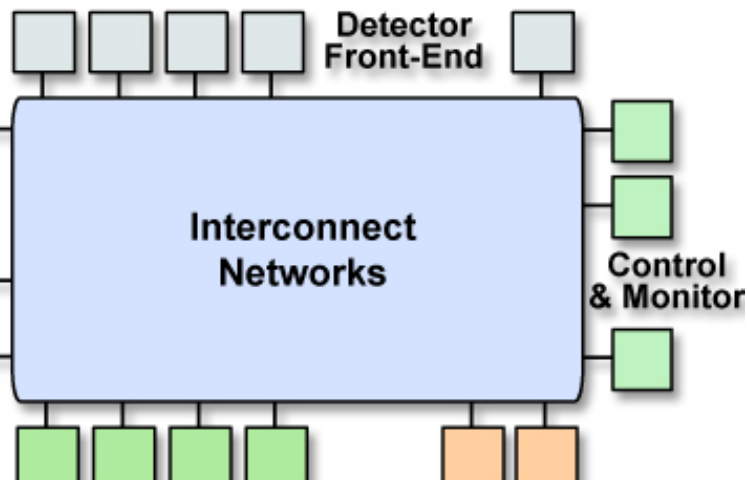 Detector
Front-End
Interconnect
Networks
Control
& Monitor